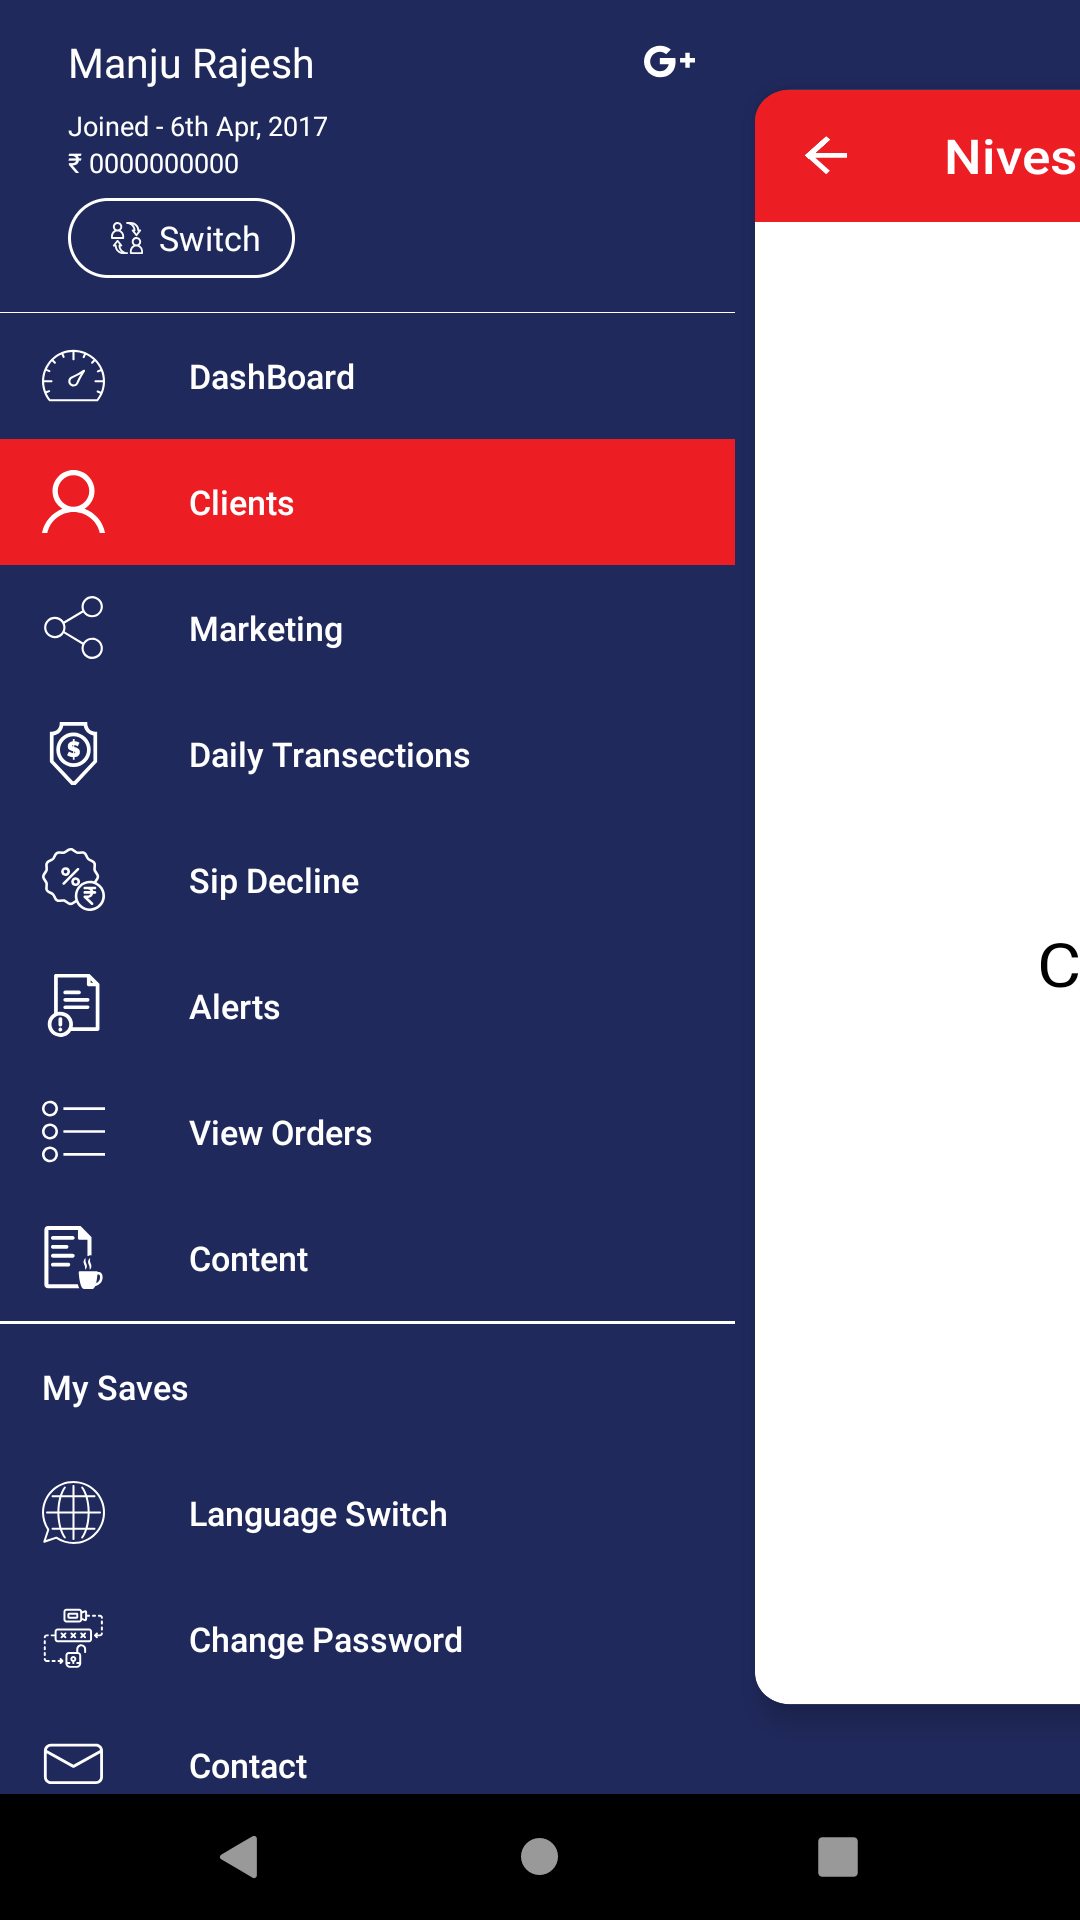 Manju Rajesh
G+
Joined - 6th Apr, 2017
₹ 0000000000
Switch
Nives
DashBoard
Clients
Marketing
Daily Transections
Sip Decline
C
Alerts
View Orders
Content
My Saves
Language Switch
Change Password
Contact